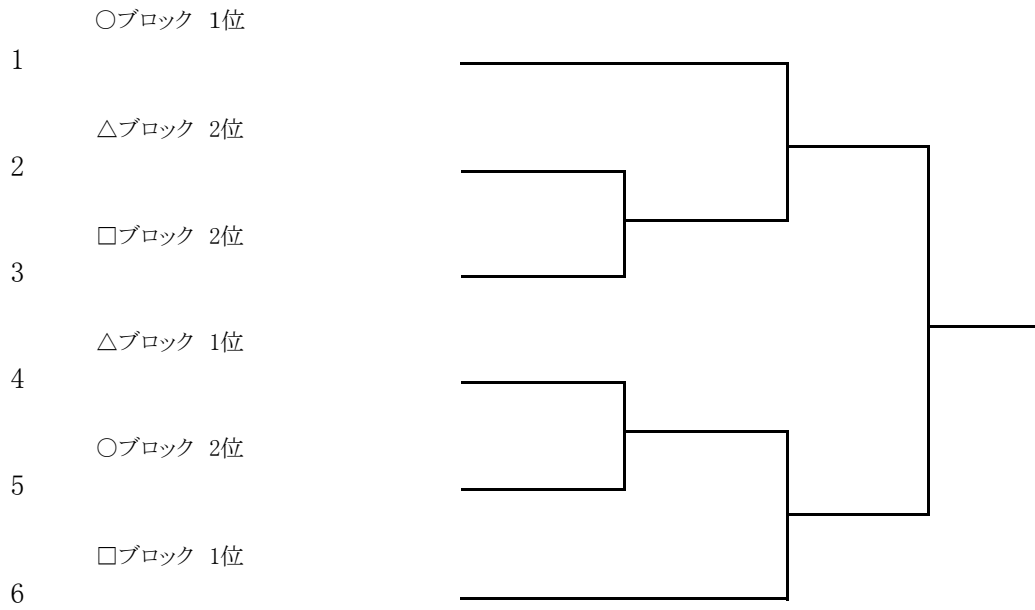 ○ブロック 1位
1
△ブロック 2位
2
□ブロック 2位
3
△ブロック 1位
4
○ブロック 2位
5
□ブロック 1位
6